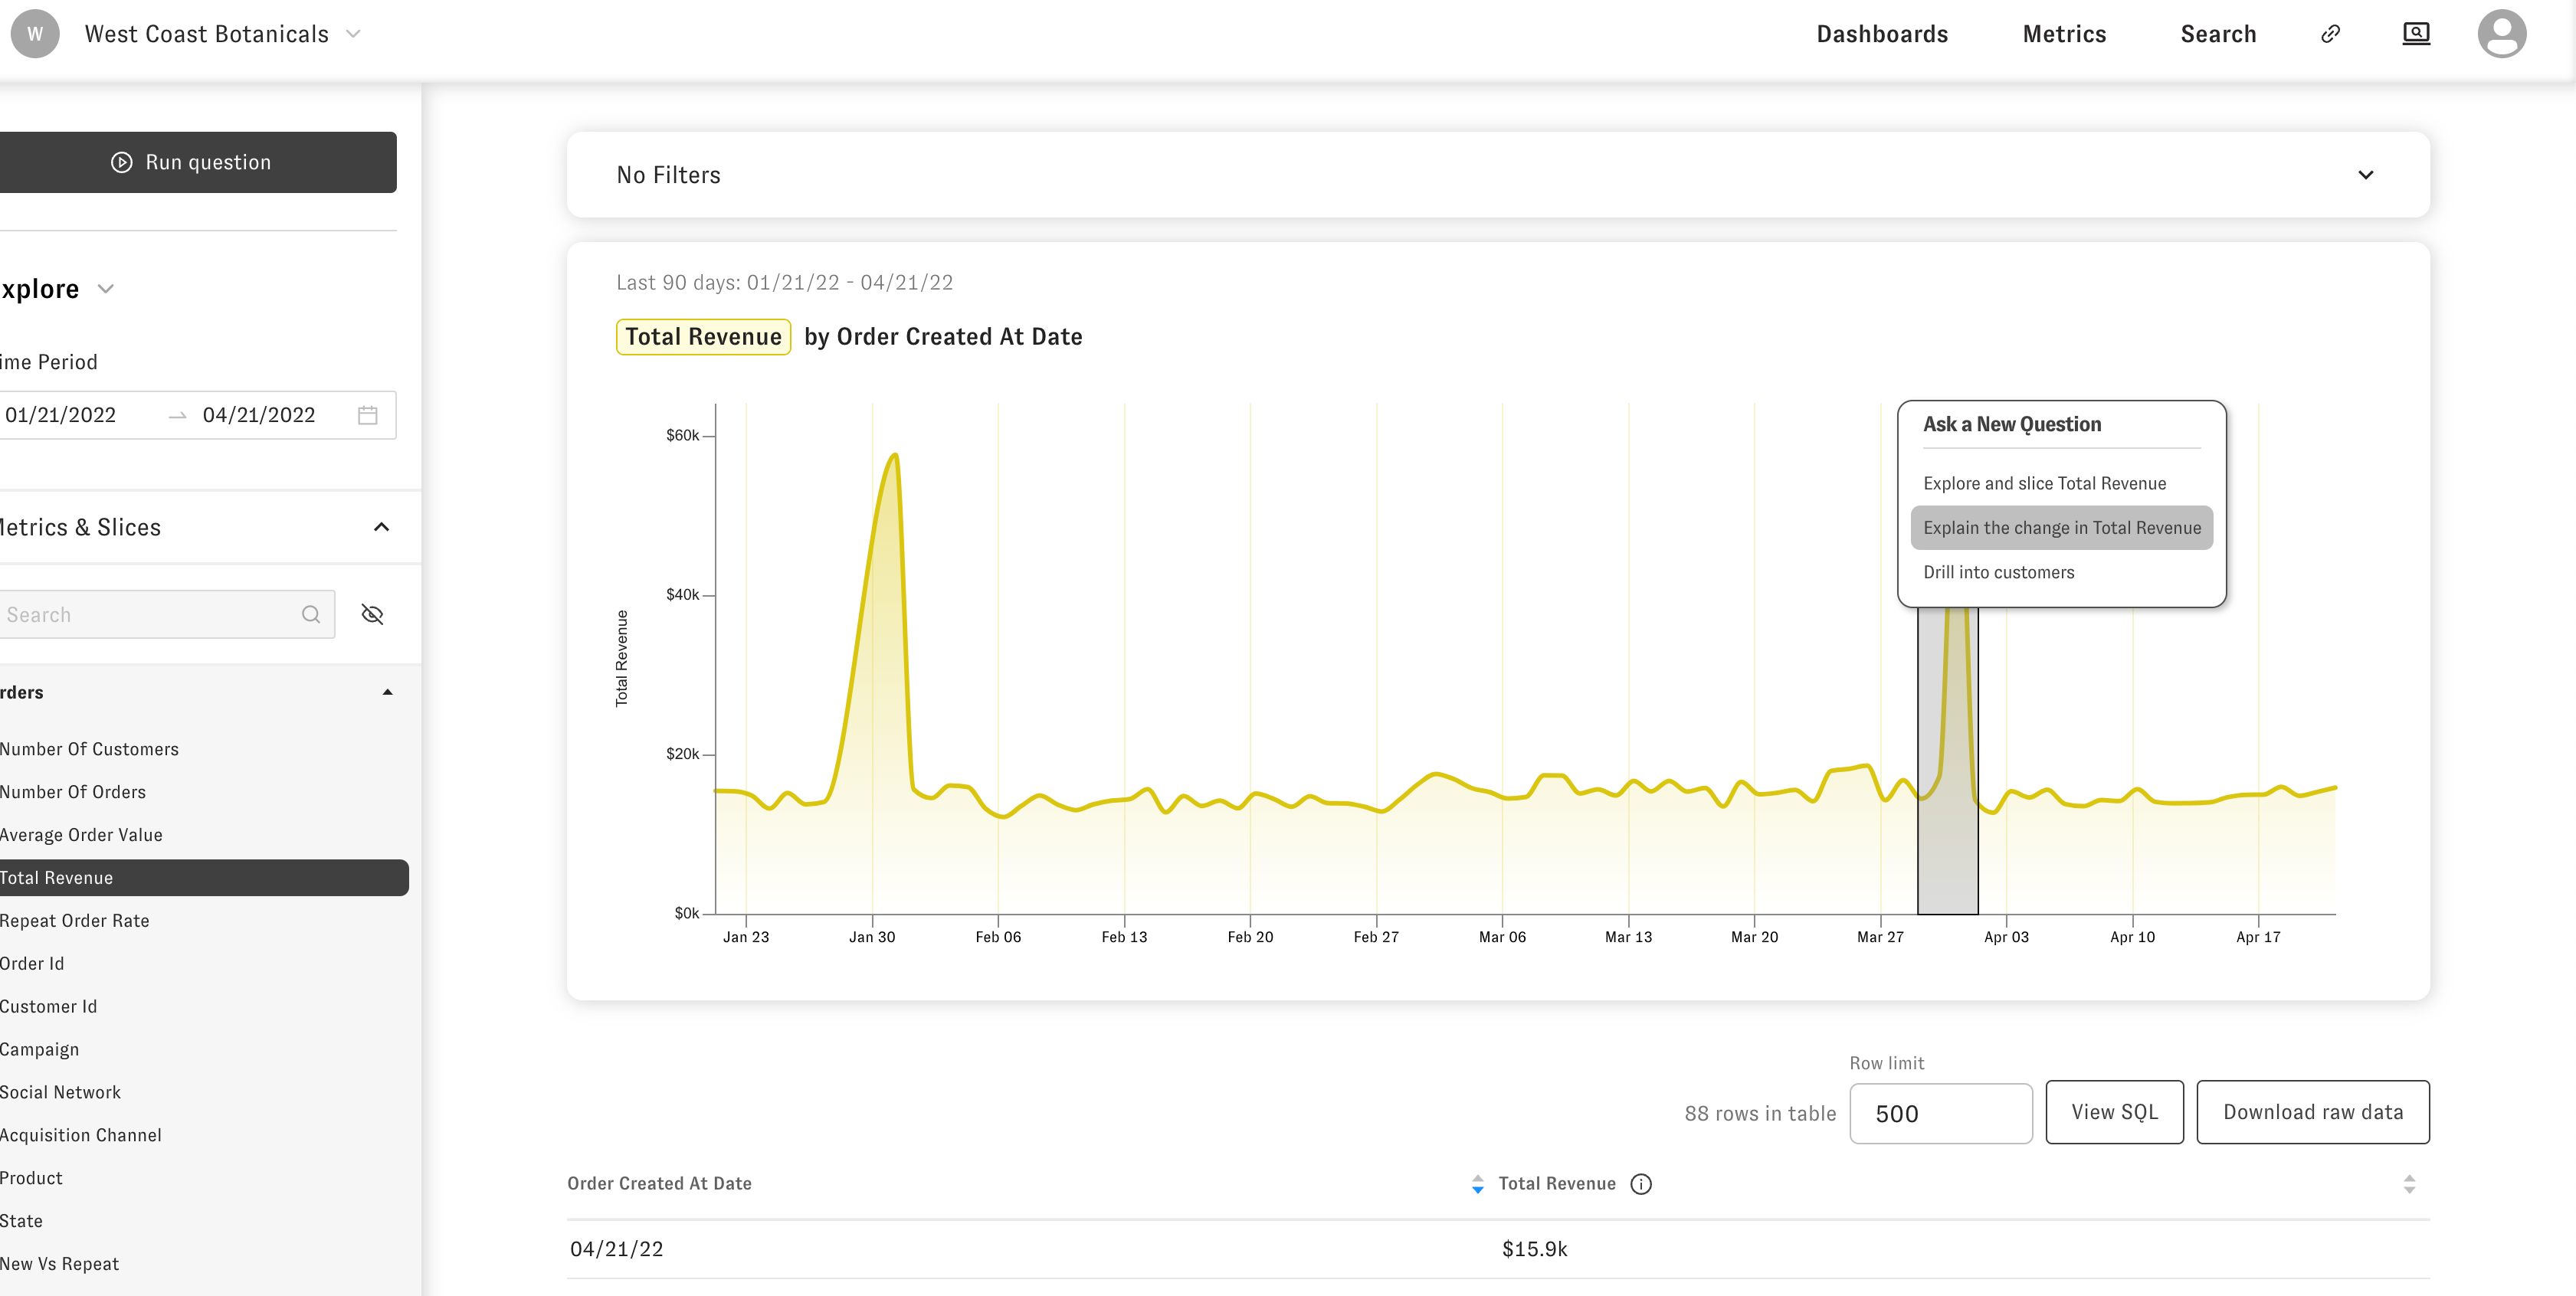 W West Coast Botanicals Dashboards Metrics Search
Run question
xplore
ime Period
01/21/2022 → 04/21/2022
Metrics & Slices
Search
rders
Number Of Customers
Number Of Orders
Average Order Value
Total Revenue
Repeat Order Rate
Order Id
Customer Id
Campaign
Social Network
Acquisition Channel
Product
State
New Vs Repeat
No Filters
Last 90 days: 01/21/22 - 04/21/22
Total Revenue by Order Created At Date
$60k
$40k
$20k
$0k
Total Revenue
Jan 23 Jan 30 Feb 06 Feb 13 Feb 20 Feb 27 Mar 06 Mar 13 Mar 20 Mar 27 Apr 03 Apr 10 Apr 17
Ask a New Question
Explore and slice Total Revenue
Explain the change in Total Revenue
Drill into customers
Row limit
88 rows in table 500 View SQL Download raw data
Order Created At Date Total Revenue
04/21/22 $15.9k